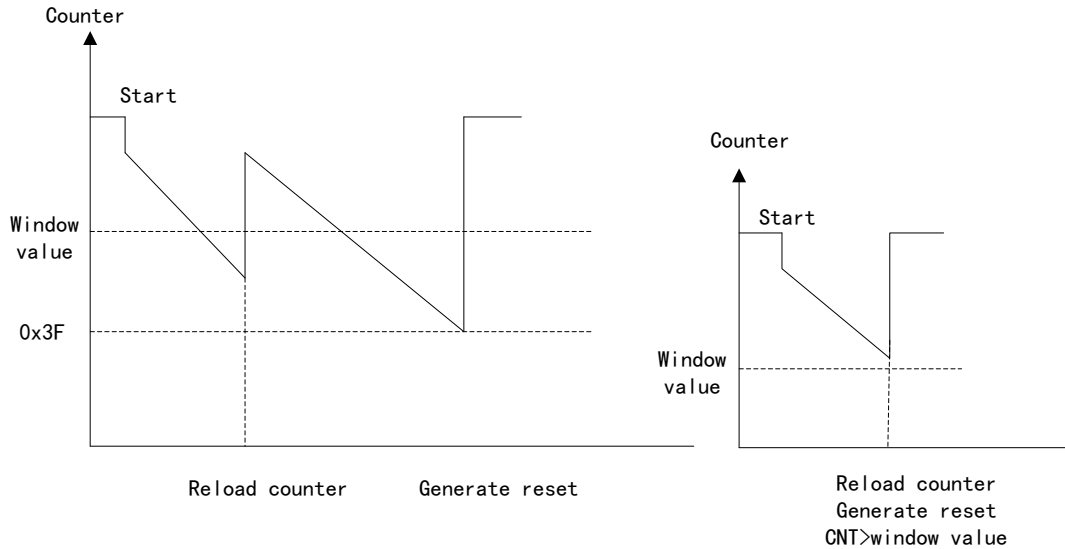 Counter
Start
Window
value
0x3F
Reload counter
Generate reset
Counter
Start
Window
value
Reload counter
Generate reset
CNT>window value